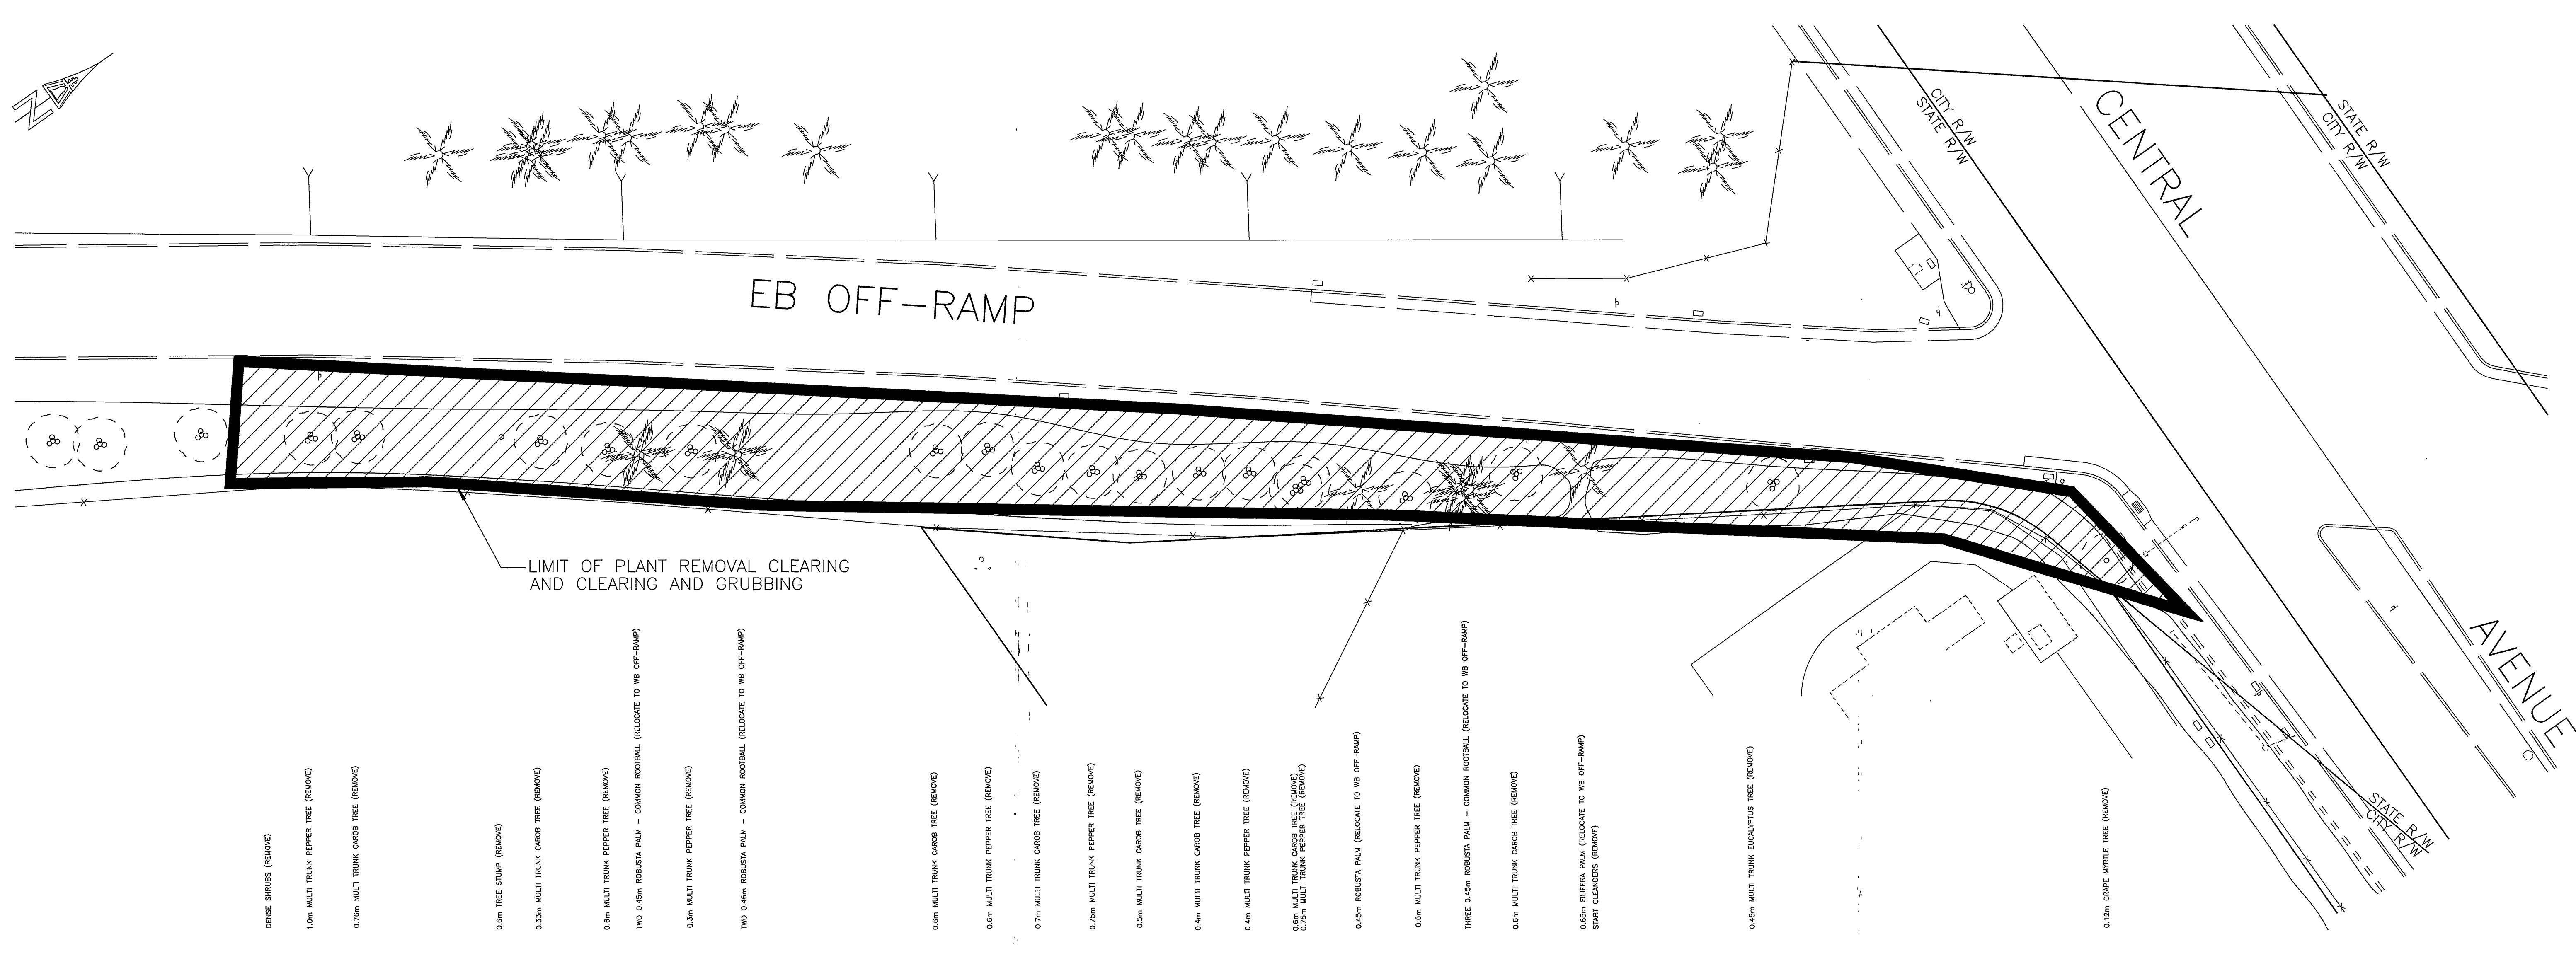 N
CITY R/W
STATE R/W
CENTRAL
STATE R/W
CITY R/W
EB OFF-RAMP
LIMIT OF PLANT REMOVAL CLEARING
AND CLEARING AND GRUBBING
AVENUE
STATE R/W
CITY R/W
DENSE SHRUBS (REMOVE)
1.0m MULTI TRUNK PEPPER TREE (REMOVE)
0.76m MULTI TRUNK CAROB TREE (REMOVE)
0.6m TREE STUMP (REMOVE)
0.33m MULTI TRUNK CAROB TREE (REMOVE)
0.6m MULTI TRUNK PEPPER TREE (REMOVE)
TWO 0.45m ROBUSTA PALM - COMMON ROOTBALL (RELOCATE TO WB OFF-RAMP)
0.3m MULTI TRUNK PEPPER TREE (REMOVE)
TWO 0.46m ROBUSTA PALM - COMMON ROOTBALL (RELOCATE TO WB OFF-RAMP)
0.6m MULTI TRUNK CAROB TREE (REMOVE)
0.6m MULTI TRUNK PEPPER TREE (REMOVE)
0.7m MULTI TRUNK CAROB TREE (REMOVE)
0.75m MULTI TRUNK PEPPER TREE (REMOVE)
0.5m MULTI TRUNK CAROB TREE (REMOVE)
0.4m MULTI TRUNK CAROB TREE (REMOVE)
0.4m MULTI TRUNK PEPPER TREE (REMOVE)
0.6m MULTI TRUNK CAROB TREE (REMOVE)
0.75m MULTI TRUNK PEPPER TREE (REMOVE)
0.45m ROBUSTA PALM (RELOCATE TO WB OFF-RAMP)
0.6m MULTI TRUNK PEPPER TREE (REMOVE)
THREE 0.45m ROBUSTA PALM - COMMON ROOTBALL (RELOCATE TO WB OFF-RAMP)
0.6m MULTI TRUNK CAROB TREE (REMOVE)
0.65m FILIFERA PALM (RELOCATE TO WB OFF-RAMP)
START OLEANDERS (REMOVE)
0.45m MULTI TRUNK EUCALYPTUS TREE (REMOVE)
0.12m CRAPE MYRTLE TREE (REMOVE)